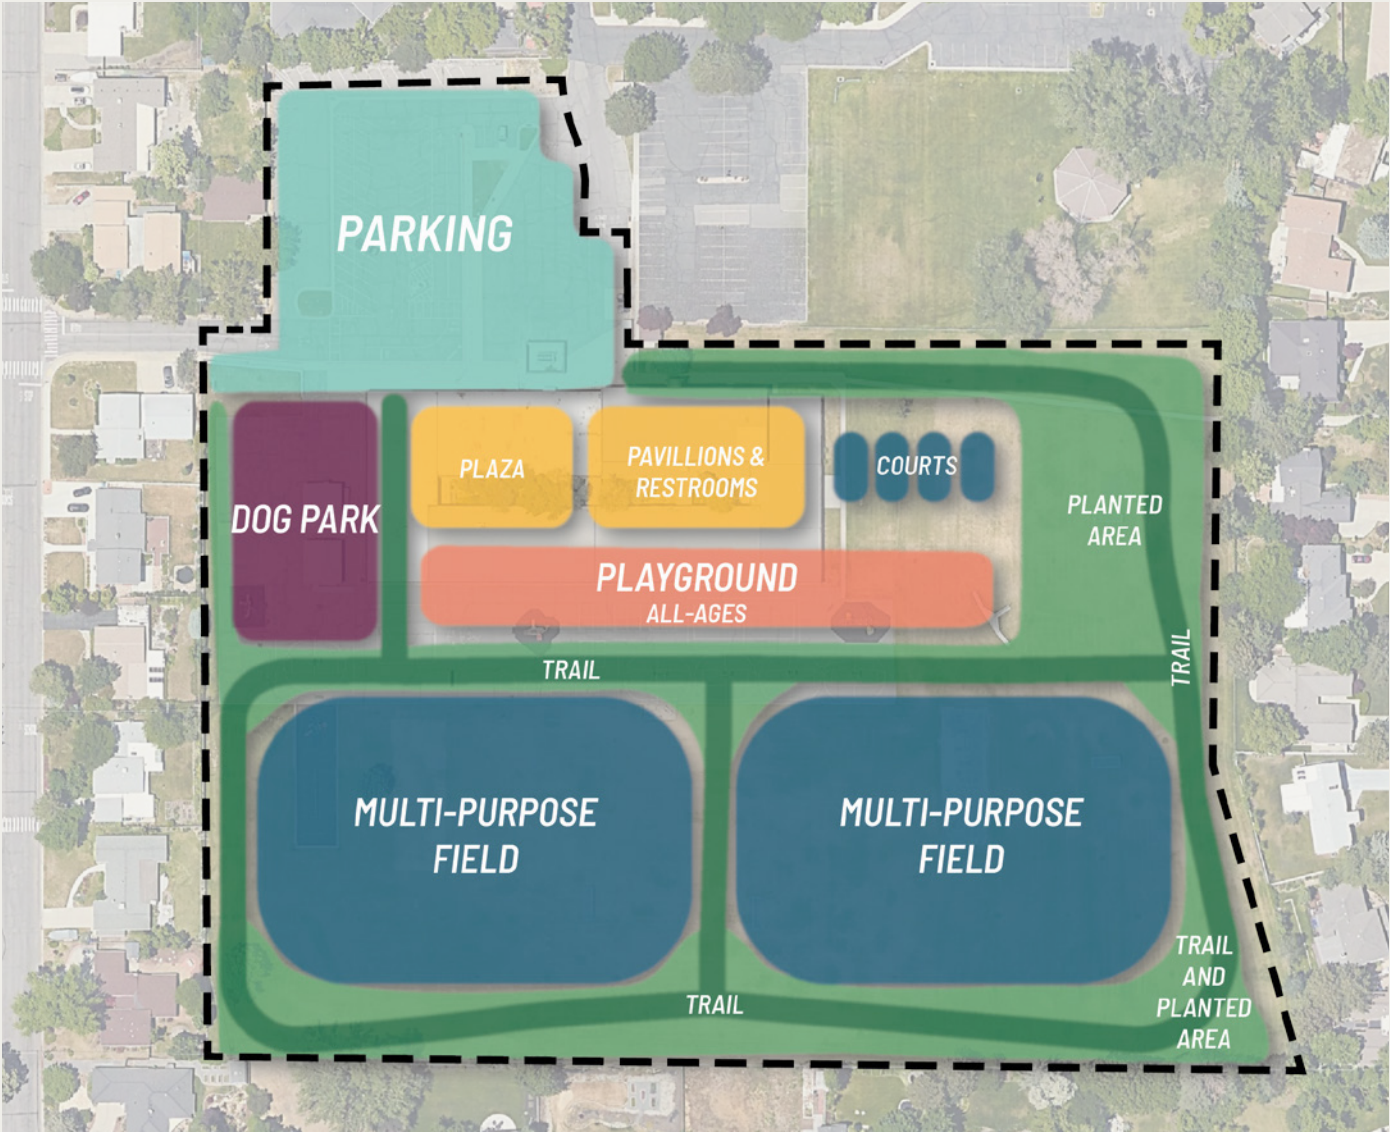 PARKING
DOG PARK
PLAZA
PAVILLIONS &
RESTROOMS
COURTS
PLANTED
AREA
PLAYGROUND
ALL-AGES
TRAIL
TRAIL
MULTI-PURPOSE
FIELD
MULTI-PURPOSE
FIELD
TRAIL
TRAIL
AND
PLANTED
AREA